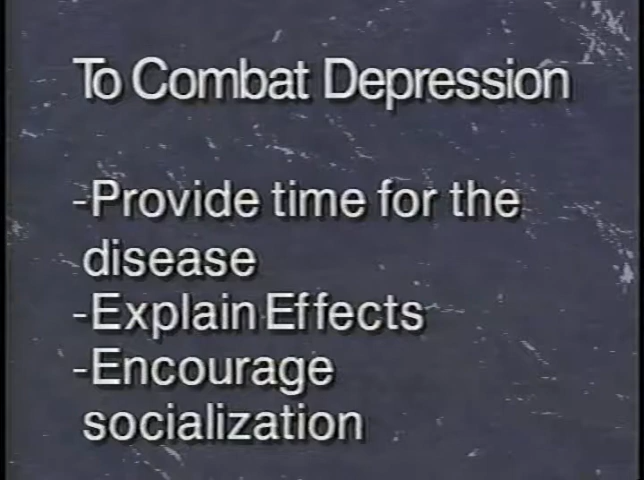 To Combat Depression
-Provide time for the
disease
-Explain Effects
-Encourage
socialization